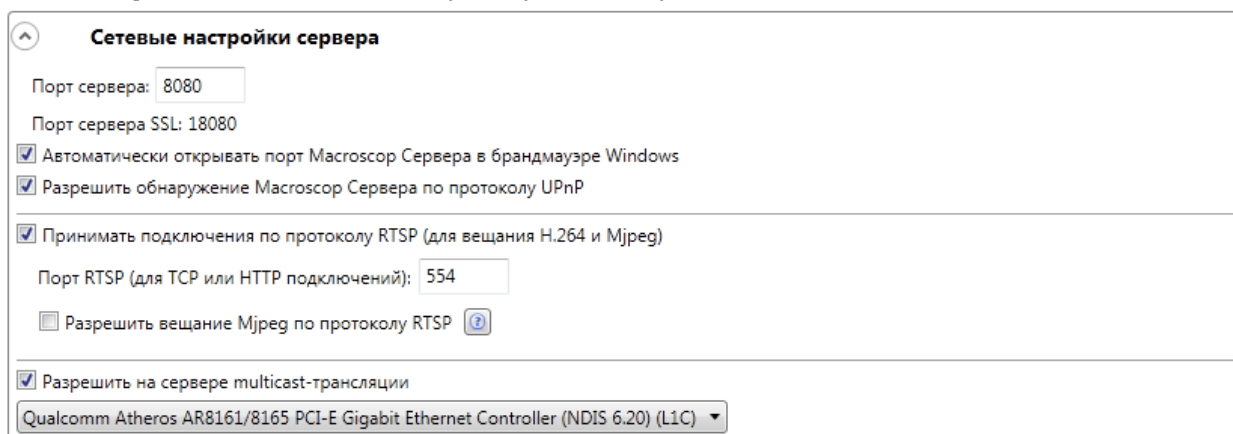 Сетевые настройки сервера
Порт сервера: 8080
Порт сервера SSL: 18080
Автоматически открывать порт Macroscop Сервера в брандмауэре Windows
Разрешить обнаружение Macroscop Сервера по протоколу UPnP
Принимать подключения по протоколу RTSP (для вещания H.264 и Mjpeg)
Порт RTSP (для TCP или HTTP подключений): 554
Разрешить вещание Mjpeg по протоколу RTSP ?
Разрешить на сервере multicast-трансляции
Qualcomm Atheros AR8161/8165 PCI-E Gigabit Ethernet Controller (NDIS 6.20) (L1C)